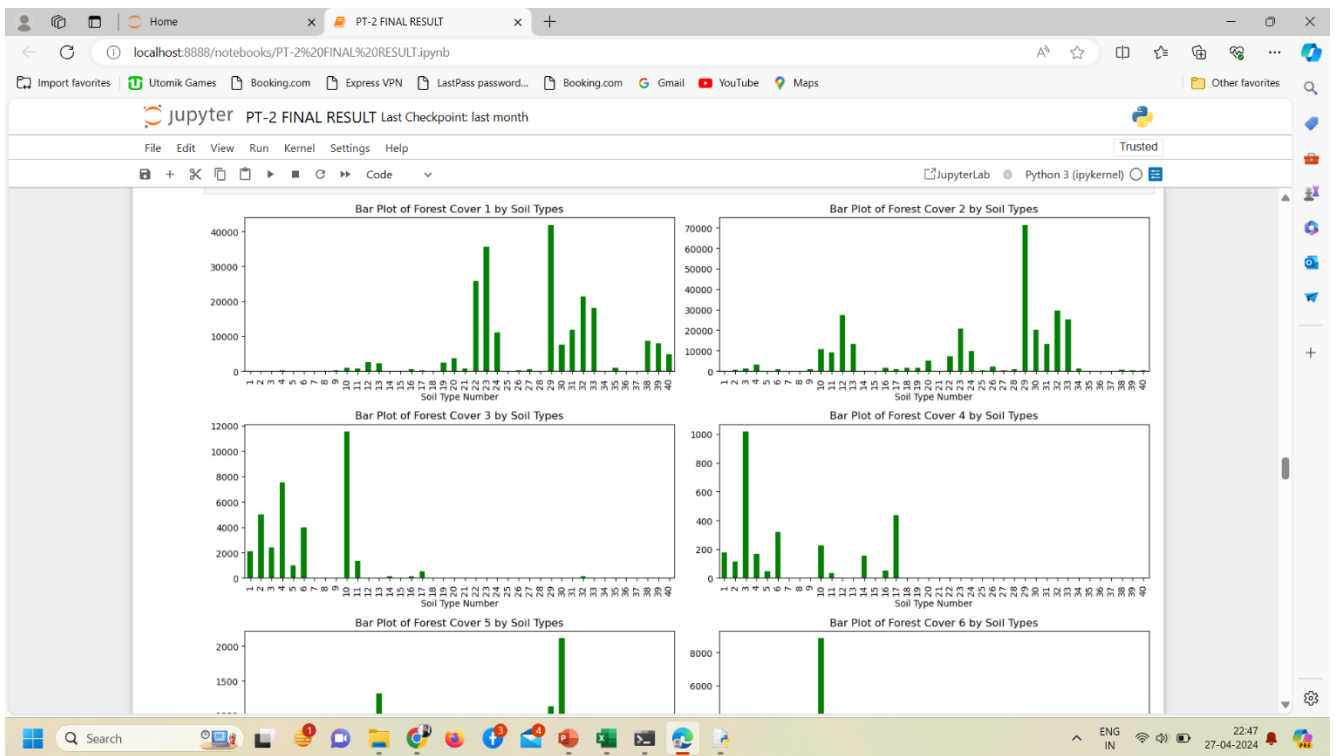 Home
PT-2 FINAL RESULT
localhost:8888/notebooks/PT-2%20FINAL%20RESULT.ipynb
Import favorites Utomik Games Booking.com Express VPN LastPass password... Booking.com Gmail YouTube Maps Other favorites
jupyter PT-2 FINAL RESULT Last Checkpoint: last month
File Edit View Run Kernel Settings Help Trusted
Code JupyterLab Python 3 (ipykernel)
Bar Plot of Forest Cover 1 by Soil Types
40000
30000
20000
10000
0
1 2 3 4 5 6 7 8 9 10 11 12 13 14 15 16 17 18 19 20 21 22 23 24 25 26 27 28 29 30 31 32 33 34 35 36 37 38 39 40
Soil Type Number
Bar Plot of Forest Cover 2 by Soil Types
70000
60000
50000
40000
30000
20000
10000
0
1 2 3 4 5 6 7 8 9 10 11 12 13 14 15 16 17 18 19 20 21 22 23 24 25 26 27 28 29 30 31 32 33 34 35 36 37 38 39 40
Soil Type Number
Bar Plot of Forest Cover 3 by Soil Types
12000
10000
8000
6000
4000
2000
0
1 2 3 4 5 6 7 8 9 10 11 12 13 14 15 16 17 18 19 20 21 22 23 24 25 26 27 28 29 30 31 32 33 34 35 36 37 38 39 40
Soil Type Number
Bar Plot of Forest Cover 4 by Soil Types
1000
800
600
400
200
0
1 2 3 4 5 6 7 8 9 10 11 12 13 14 15 16 17 18 19 20 21 22 23 24 25 26 27 28 29 30 31 32 33 34 35 36 37 38 39 40
Soil Type Number
Bar Plot of Forest Cover 5 by Soil Types
2000
1500
Bar Plot of Forest Cover 6 by Soil Types
8000
6000
Search
ENG
IN
22:47
27-04-2024